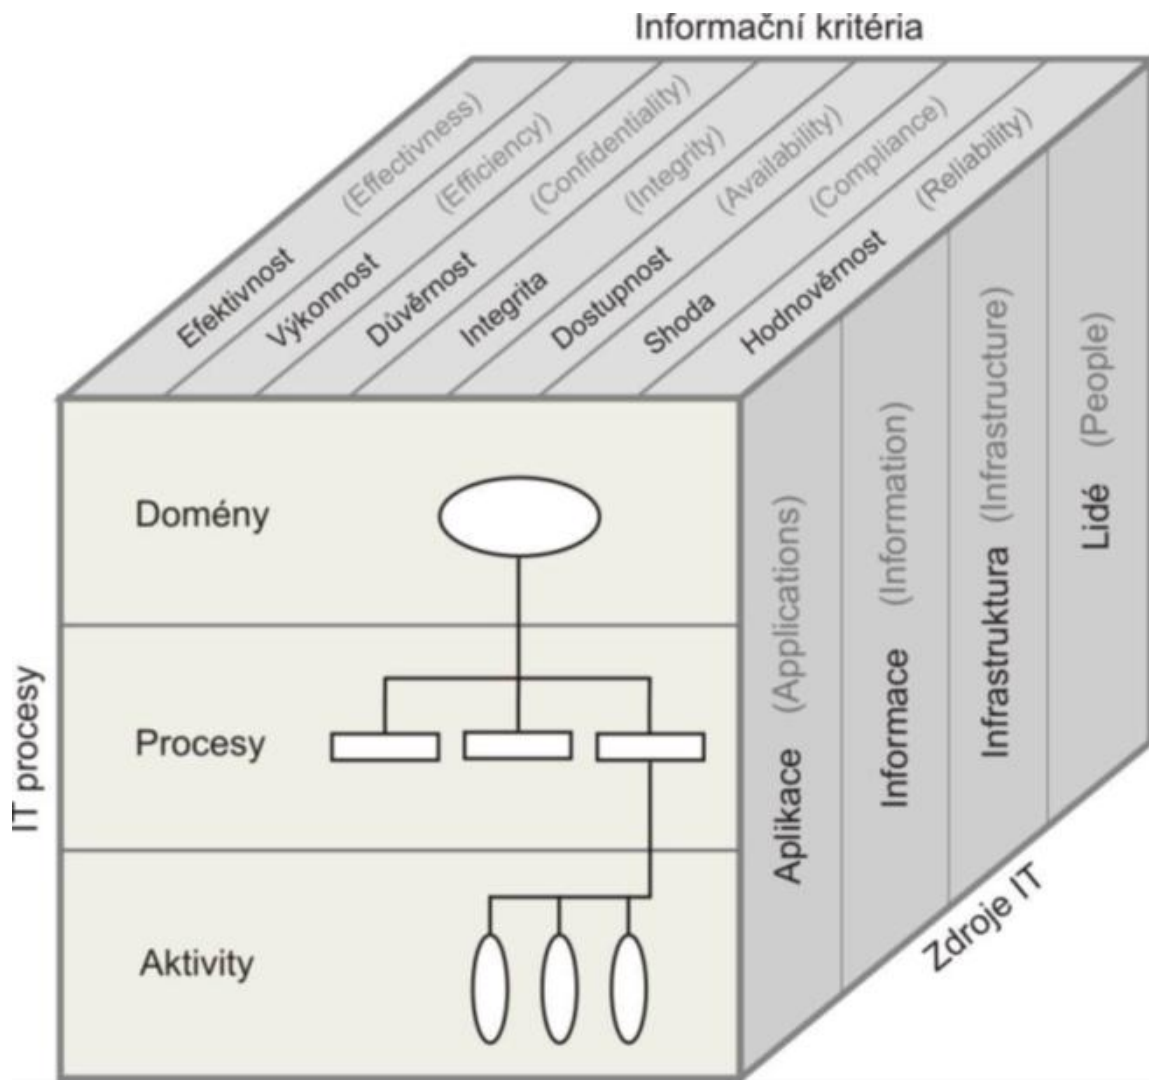 Informační kritéria
Efektivnost (Effectivness)
Výkonnost (Efficiency)
Důvěrnost (Confidentiality)
Integrita (Integrity)
Dostupnost (Availability)
Shoda (Compliance)
Hodnověrnost (Reliability)
IT procesy
Domény
Procesy
Aktivity
Aplikace (Applications)
Informace (Information)
Infrastruktura (Infrastructure)
Lidé (People)
Zdroje IT